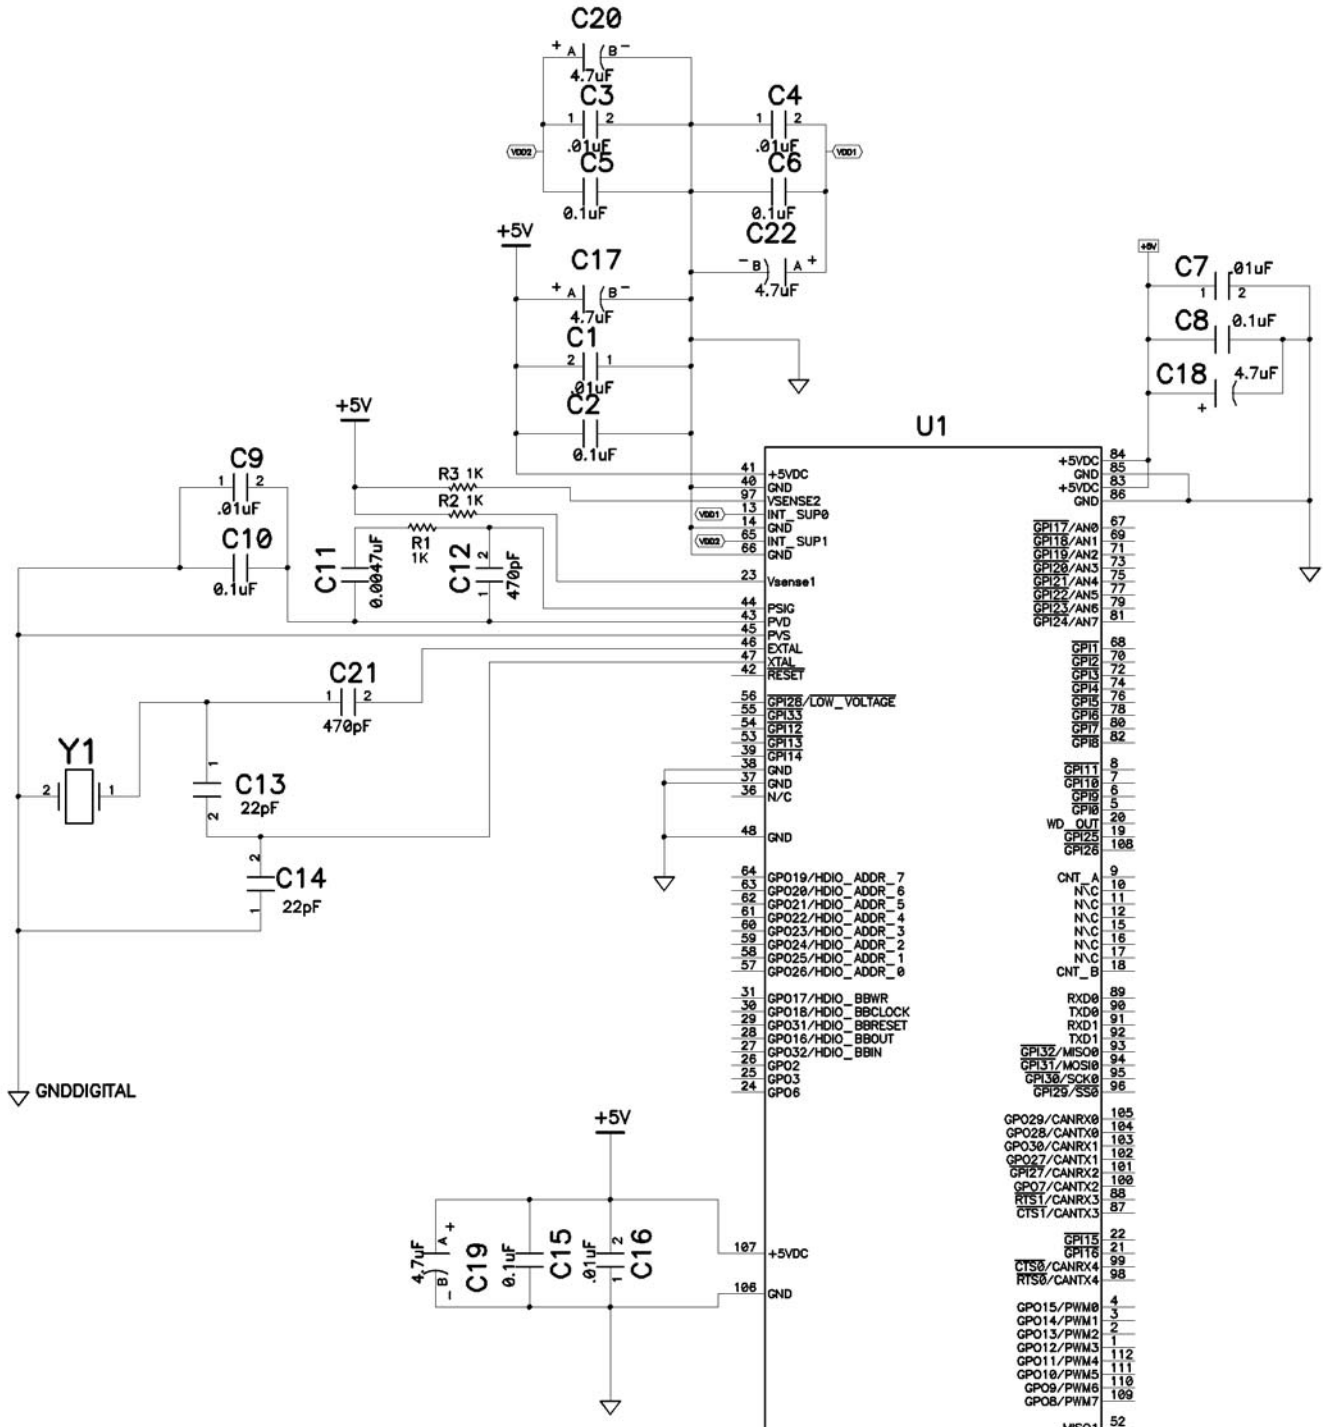 C20
+ A B −
4.7uF
C3
1 2
.01uF
C5
0.1uF
VDD2
C4
1 2
.01uF
C6
0.1uF
VDD1
C22
− B A +
4.7uF
+5V
C17
+ A B −
4.7uF
C1
2 1
.01uF
C2
0.1uF
+5V
C7 .01uF
1 2
C8 0.1uF
C18 4.7uF
+
+5V
R3 1K
R2 1K
R1
1K
C9
1 2
.01uF
C10
0.1uF
C11
0.0047uF
C12
2
1
470pF
C21
1 2
470pF
Y1
2 1
C13
1
22pF
2
C14
2
22pF
1
GNDDIGITAL
U1
41 +5VDC
40 GND
97 VSENSE2
VDD1 13 INT_SUP0
14 GND
VDD2 65 INT_SUP1
66 GND
23 Vsense1
44 PSIG
43 PVD
45 PVS
46 EXTAL
47 XTAL
42 RESET
56 GPI28/LOW_VOLTAGE
55 GPI33
54 GPI12
53 GPI13
39 GPI14
38 GND
37 GND
36 N/C
48 GND
64 GPO19/HDIO_ADDR_7
63 GPO20/HDIO_ADDR_6
62 GPO21/HDIO_ADDR_5
61 GPO22/HDIO_ADDR_4
60 GPO23/HDIO_ADDR_3
59 GPO24/HDIO_ADDR_2
58 GPO25/HDIO_ADDR_1
57 GPO26/HDIO_ADDR_0
31 GPO17/HDIO_BBWR
30 GPO18/HDIO_BBCLOCK
29 GPO31/HDIO_BBRESET
28 GPO16/HDIO_BBOUT
27 GPO32/HDIO_BBIN
26 GPO2
25 GPO3
24 GPO6
107 +5VDC
106 GND
+5VDC 84
GND 85
+5VDC 83
GND 86
GPI17/AN0 67
GPI18/AN1 69
GPI19/AN2 71
GPI20/AN3 73
GPI21/AN4 75
GPI22/AN5 77
GPI23/AN6 79
GPI24/AN7 81
GPI1 68
GPI2 70
GPI3 72
GPI4 74
GPI5 76
GPI6 78
GPI7 80
GPI8 82
GPI11 8
GPI10 7
GPI9 6
GPI0 5
WD_OUT 20
GPI25 19
GPI26 108
CNT_A 9
N\C 10
N\C 11
N\C 12
N\C 15
N\C 16
N\C 17
CNT_B 18
RXD0 89
TXD0 90
RXD1 91
TXD1 92
GPI32/MISO0 93
GPI31/MOSI0 94
GPI30/SCK0 95
GPI29/SS0 96
GPO29/CANRX0 105
GPO28/CANTX0 104
GPO30/CANRX1 103
GPO27/CANTX1 102
GPI27/CANRX2 101
GPO7/CANTX2 100
RTS1/CANRX3 88
CTS1/CANTX3 87
GPI15 22
GPI16 21
CTS0/CANRX4 99
RTS0/CANTX4 98
GPO15/PWM0 4
GPO14/PWM1 3
GPO13/PWM2 2
GPO12/PWM3 1
GPO11/PWM4 112
GPO10/PWM5 111
GPO9/PWM6 110
GPO8/PWM7 109
52
+5V
4.7uF
A +
B −
C19
0.1uF
C15
.01uF
2
1
C16